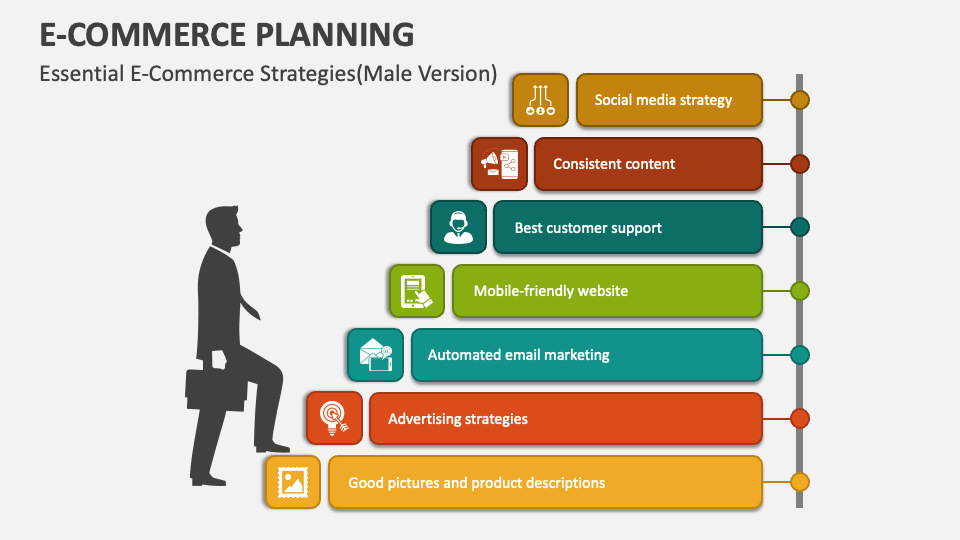 E-COMMERCE PLANNING
Essential E-Commerce Strategies(Male Version)
Social media strategy
Consistent content
Best customer support
Mobile-friendly website
Automated email marketing
Advertising strategies
Good pictures and product descriptions